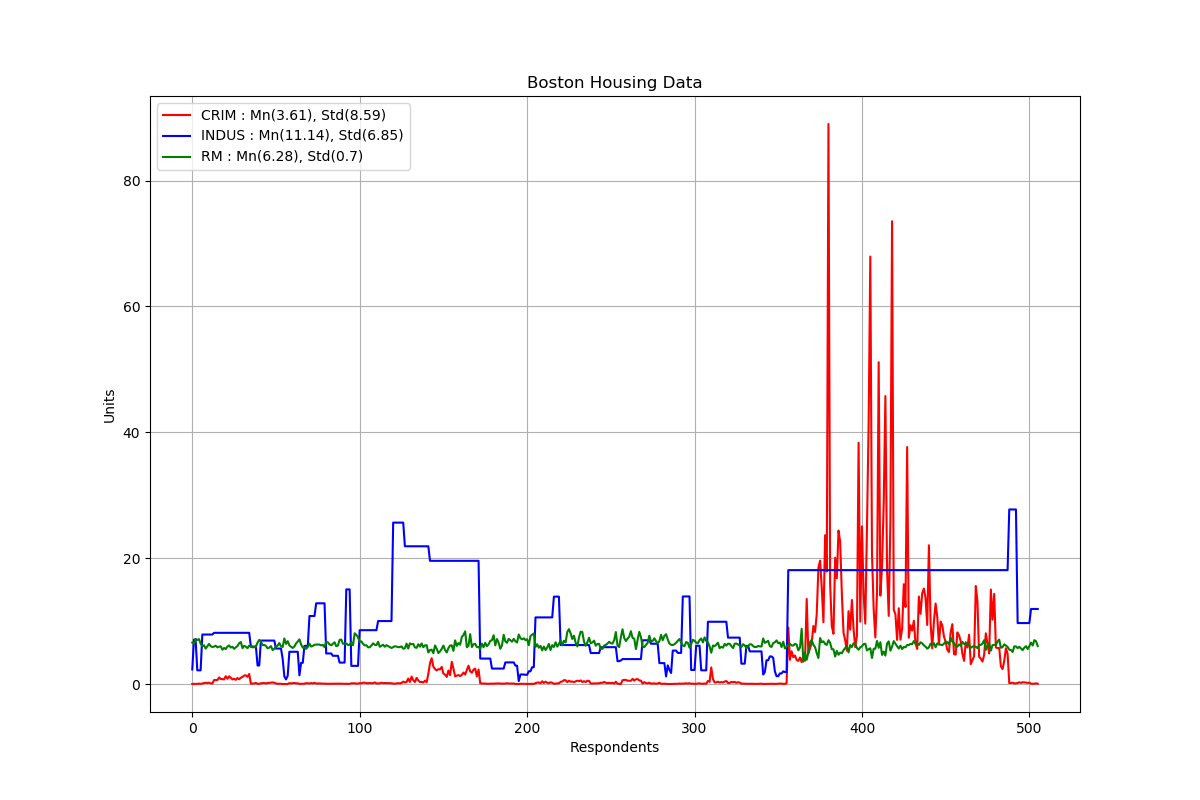 Boston Housing Data
CRIM : Mn(3.61), Std(8.59)
INDUS : Mn(11.14), Std(6.85)
RM : Mn(6.28), Std(0.7)
80
60
40
20
0
Units
0 100 200 300 400 500
Respondents